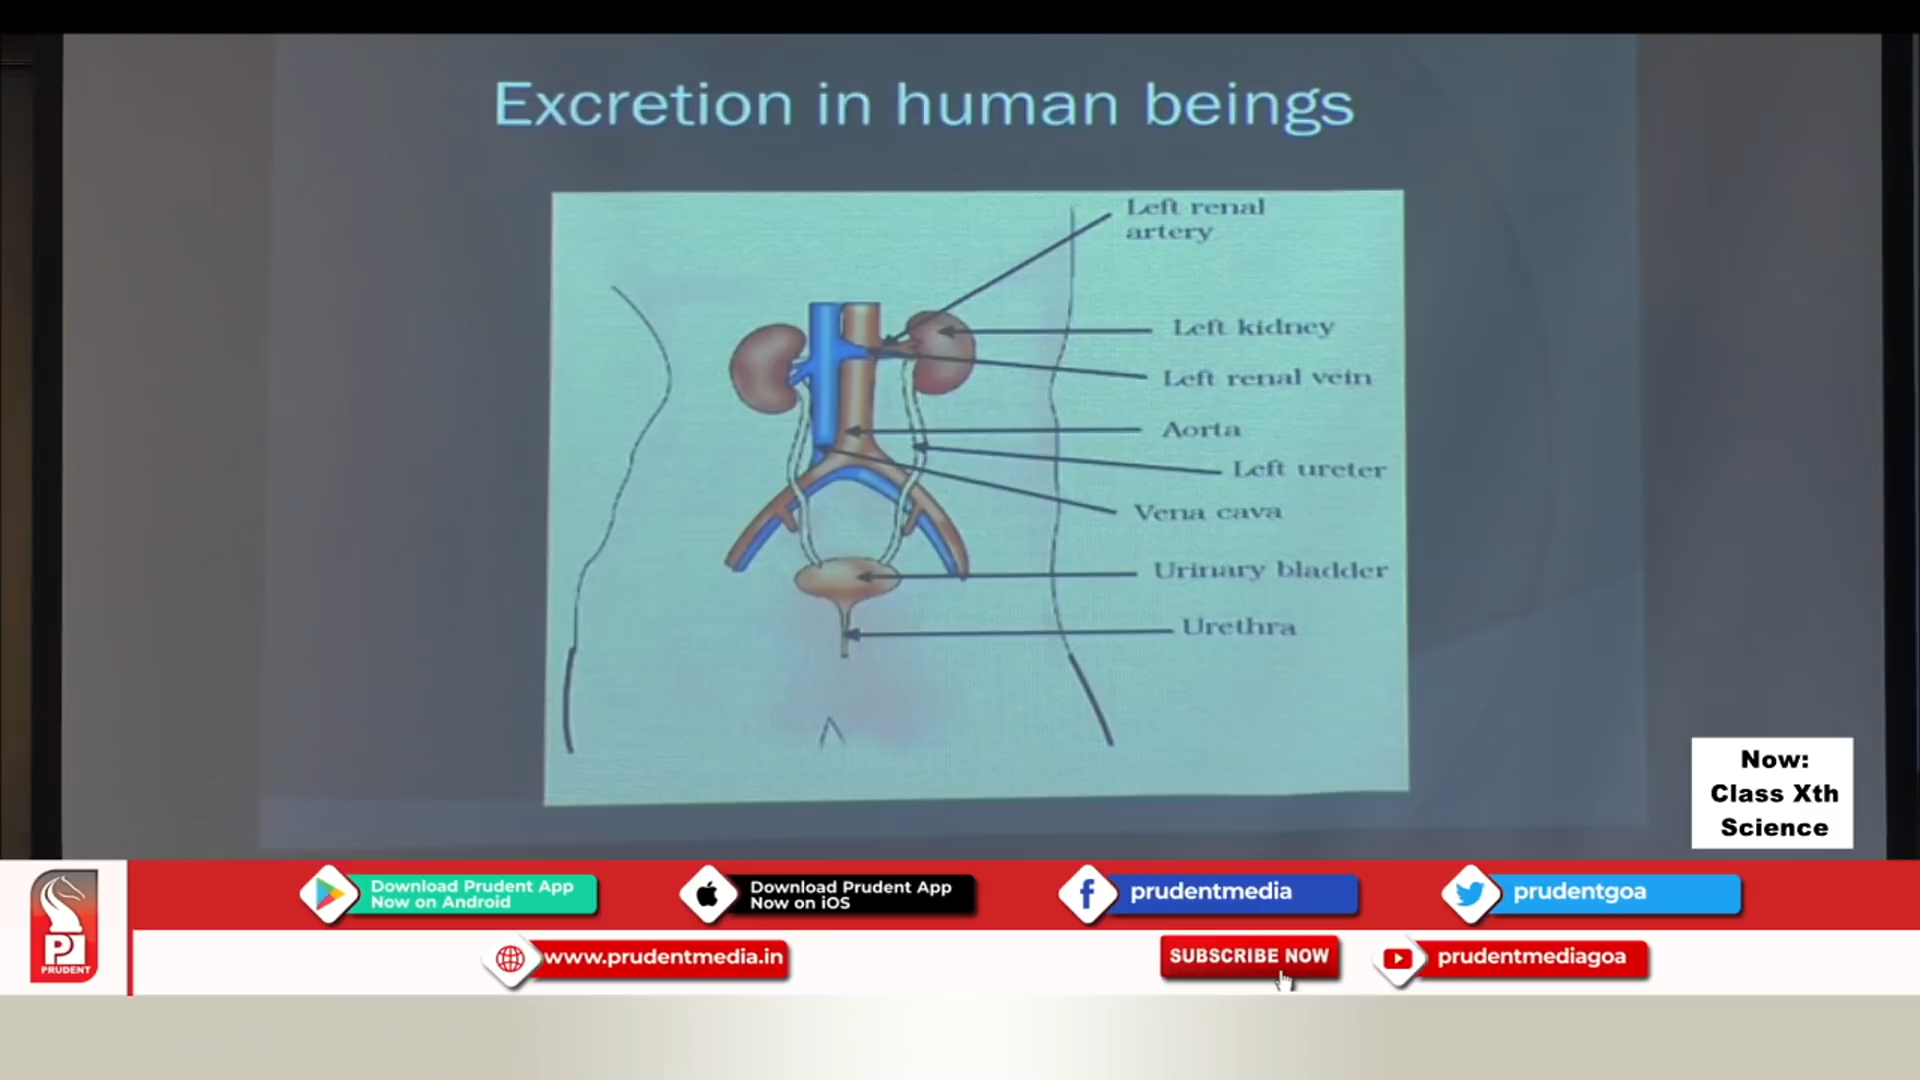 Excretion in human beings
Left renal
artery
Left kidney
Left renal vein
Aorta
Left ureter
Vena cava
Urinary bladder
Urethra
Now:
Class Xth
Science
Download Prudent App
Now on Android
Download Prudent App
Now on iOS
prudentmedia
prudentgoa
PRUDENT
www.prudentmedia.in
SUBSCRIBE NOW
prudentmediagoa